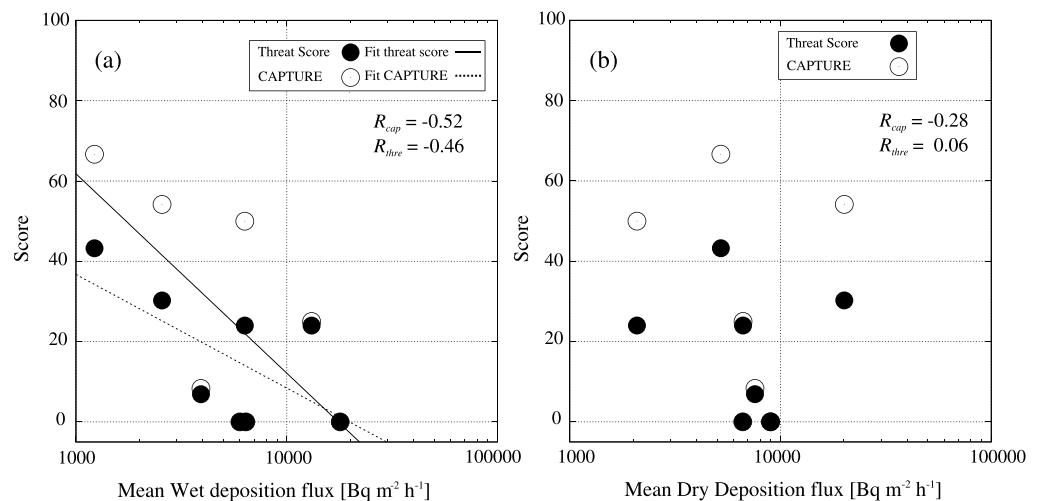 (a)
Threat Score Fit threat score
CAPTURE Fit CAPTURE
R_cap = -0.52
R_thre = -0.46
100
80
60
40
20
0
Score
1000 10000 100000
Mean Wet deposition flux [Bq m⁻² h⁻¹]
(b)
Threat Score
CAPTURE
R_cap = -0.28
R_thre = 0.06
100
80
60
40
20
0
Score
1000 10000 100000
Mean Dry Deposition flux [Bq m⁻² h⁻¹]